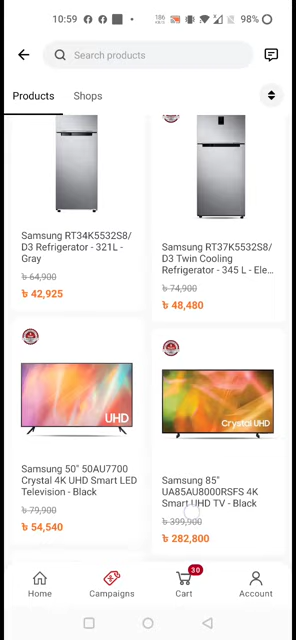 10:59
186
KB/S
98%
Search products
Products
Shops
Samsung RT34K5532S8/
D3 Refrigerator - 321L -
Gray
৳ 64,900
৳ 42,925
Samsung RT37K5532S8/
D3 Twin Cooling
Refrigerator - 345 L - Ele...
৳ 74,900
৳ 48,480
UHD
Samsung 50" 50AU7700
Crystal 4K UHD Smart LED
Television - Black
৳ 79,900
৳ 54,540
Crystal UHD
Samsung 85"
UA85AU8000RSFS 4K
Smart UHD TV - Black
৳ 399,900
৳ 282,800
Home
Campaigns
30
Cart
Account